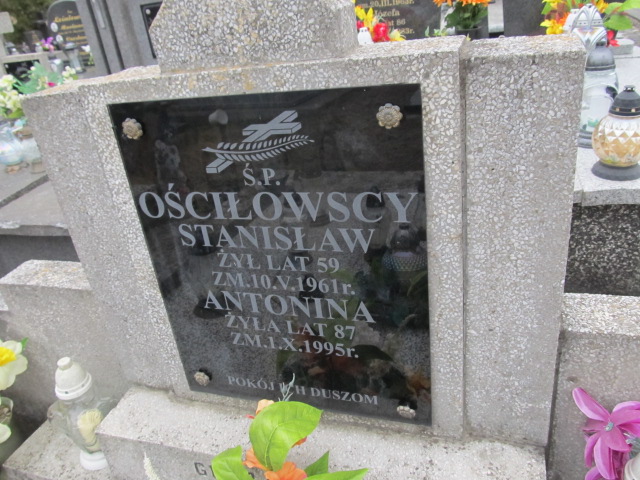 Ś.P.
OŚCIŁOWSCY
STANISŁAW
ŻYŁ LAT 59
ZM.10.V.1961r.
ANTONINA
ŻYŁA LAT 87
ZM.1.X.1995r.
POKÓJ ICH DUSZOM